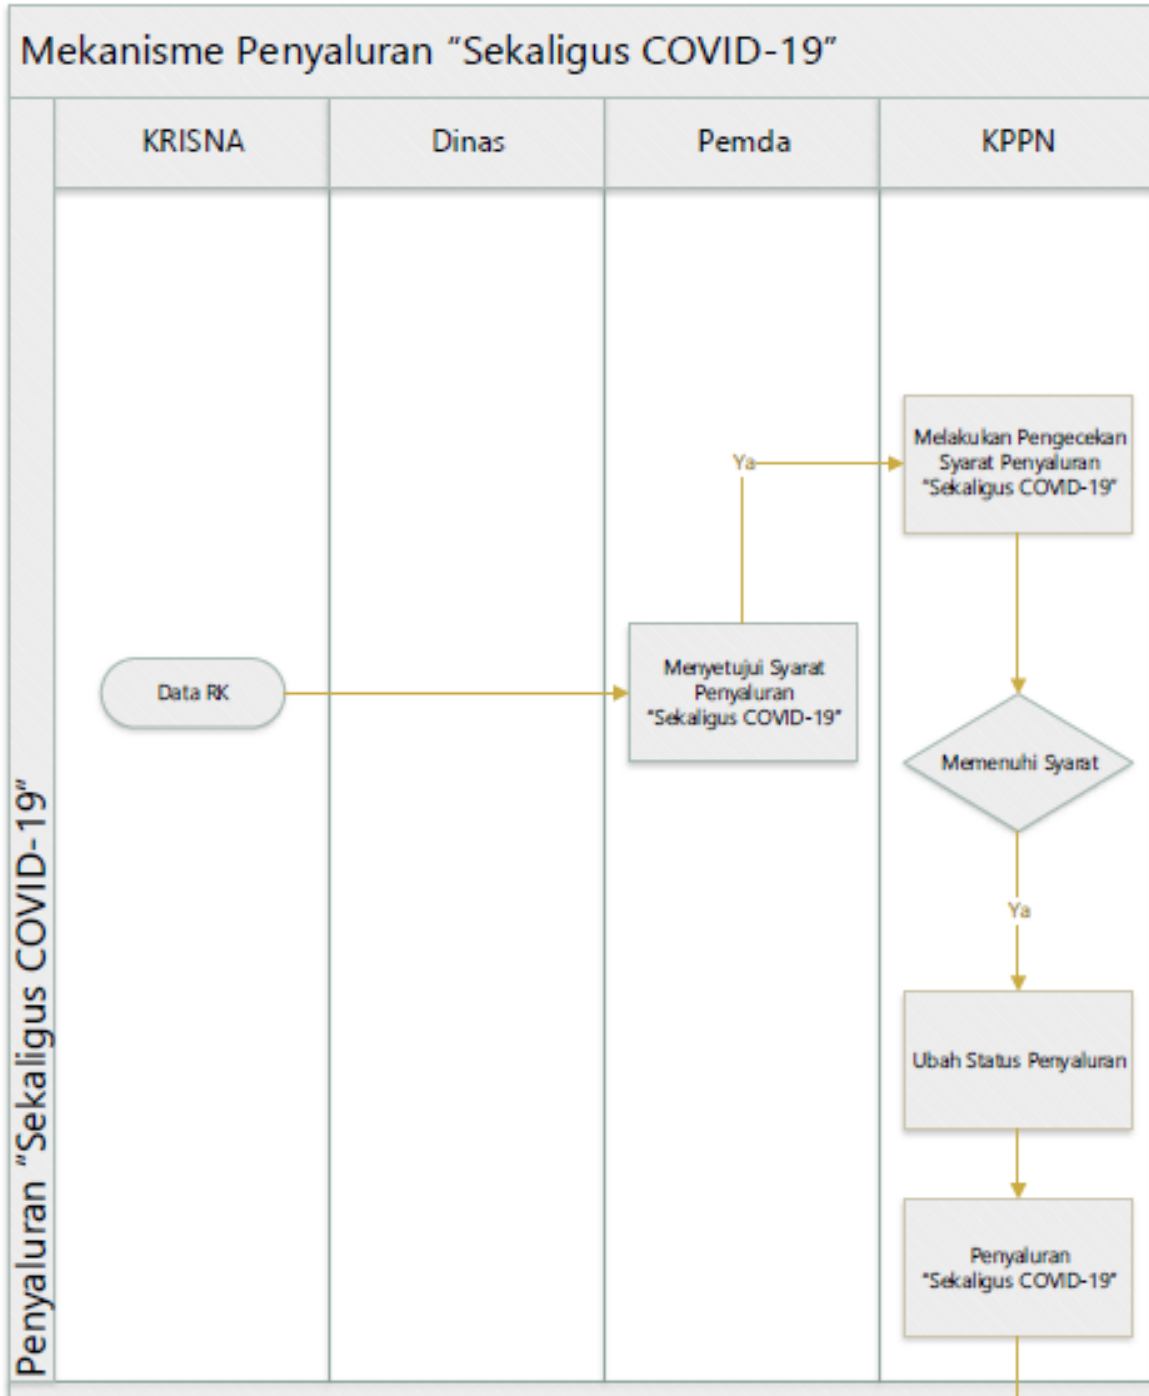 Mekanisme Penyaluran “Sekaligus COVID-19”
KRISNA
Dinas
Pemda
KPPN
Penyaluran “Sekaligus COVID-19”
Data RK
Menyetujui Syarat
Penyaluran
“Sekaligus COVID-19”
Ya
Melakukan Pengecekan
Syarat Penyaluran
“Sekaligus COVID-19”
Memenuhi Syarat
Ya
Ubah Status Penyaluran
Penyaluran
“Sekaligus COVID-19”